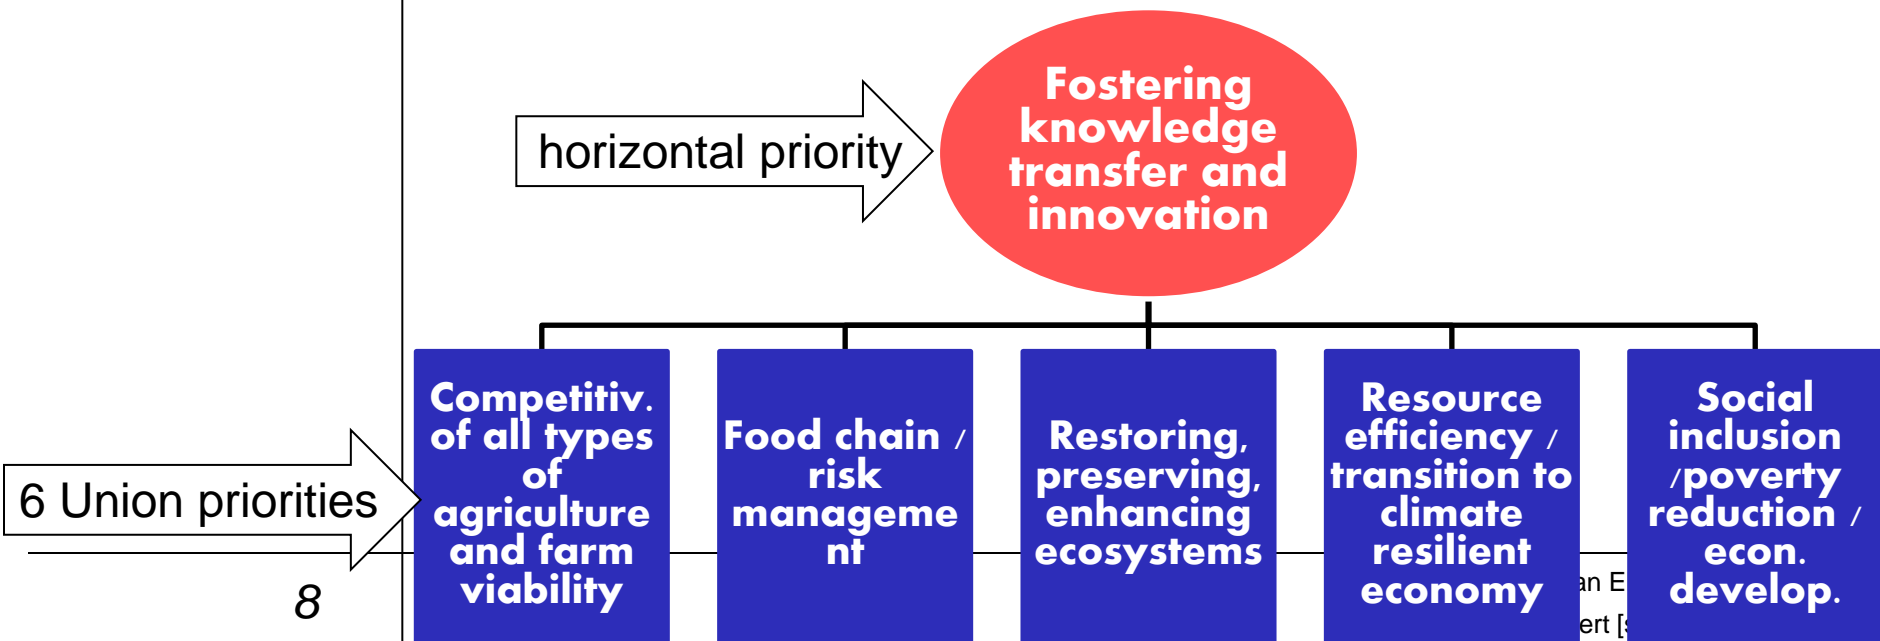 Fostering
knowledge
transfer and
innovation
horizontal priority
Competitiv.
of all types
of
agriculture
and farm
viability
Food chain /
risk
manageme
nt
Restoring,
preserving,
enhancing
ecosystems
Resource
efficiency /
transition to
climate
resilient
economy
Social
inclusion
/poverty
reduction /
econ.
develop.
6 Union priorities
8